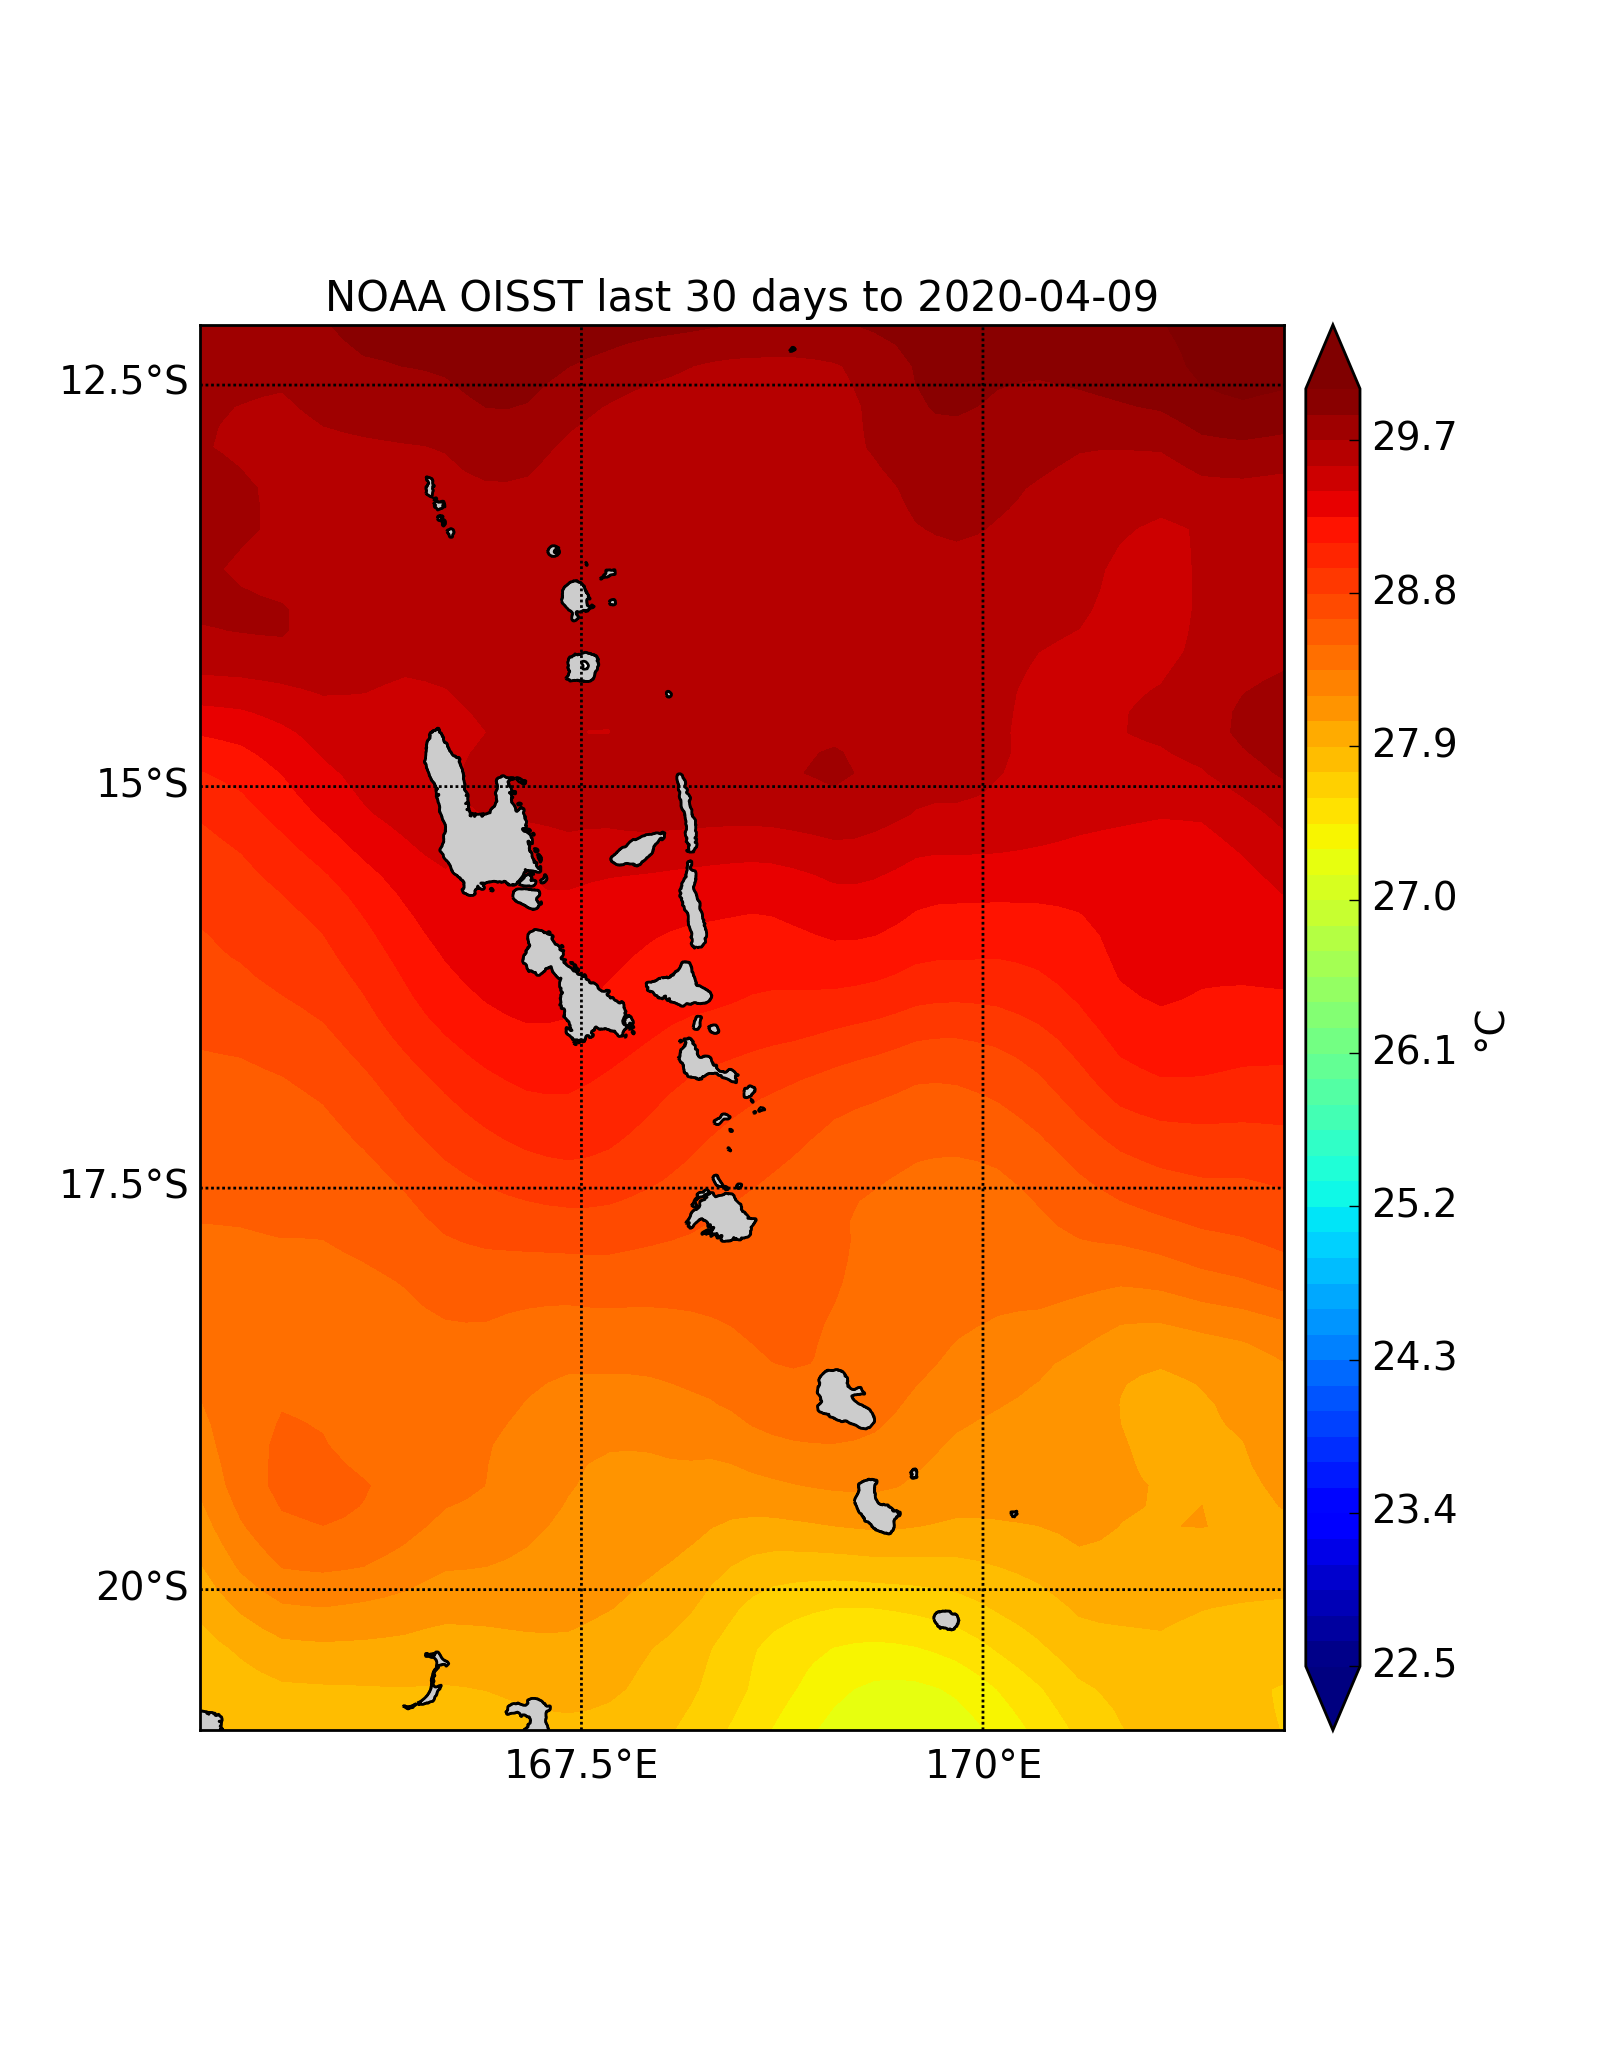 NOAA OISST last 30 days to 2020-04-09
12.5°S
15°S
17.5°S
20°S
167.5°E
170°E
29.7
28.8
27.9
27.0
26.1
25.2
24.3
23.4
22.5
°C